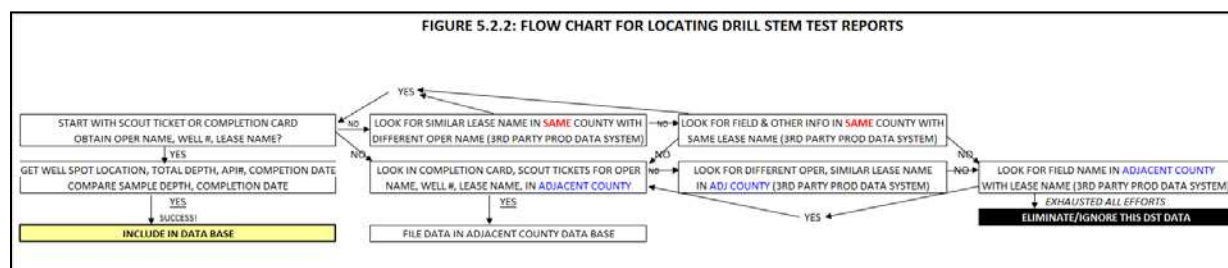 FIGURE 5.2.2: FLOW CHART FOR LOCATING DRILL STEM TEST REPORTS
YES
START WITH SCOUT TICKET OR COMPLETION CARD
OBTAIN OPER NAME, WELL #, LEASE NAME?
NO
LOOK FOR SIMILAR LEASE NAME IN SAME COUNTY WITH
DIFFERENT OPER NAME (3RD PARTY PROD DATA SYSTEM)
NO
LOOK FOR FIELD & OTHER INFO IN SAME COUNTY WITH
SAME LEASE NAME (3RD PARTY PROD DATA SYSTEM)
YES
NO
NO
NO
GET WELL SPOT LOCATION, TOTAL DEPTH, API#, COMPETION DATE
COMPARE SAMPLE DEPTH, COMPLETION DATE
LOOK IN COMPLETION CARD, SCOUT TICKETS FOR OPER
NAME, WELL #, LEASE NAME, IN ADJACENT COUNTY
NO
LOOK FOR DIFFERENT OPER, SIMILAR LEASE NAME
IN ADJ COUNTY (3RD PARTY PROD DATA SYSTEM)
NO
LOOK FOR FIELD NAME IN ADJACENT COUNTY
WITH LEASE NAME (3RD PARTY PROD DATA SYSTEM)
YES
YES
EXHAUSTED ALL EFFORTS
SUCCESS!
YES
ELIMINATE/IGNORE THIS DST DATA
INCLUDE IN DATA BASE
FILE DATA IN ADJACENT COUNTY DATA BASE